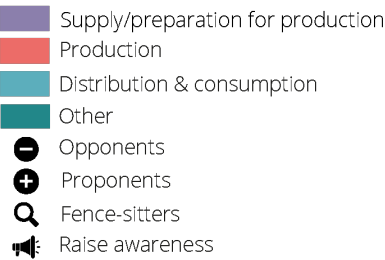 Supply/preparation for production
Production
Distribution & consumption
Other
Opponents
Proponents
Fence-sitters
Raise awareness